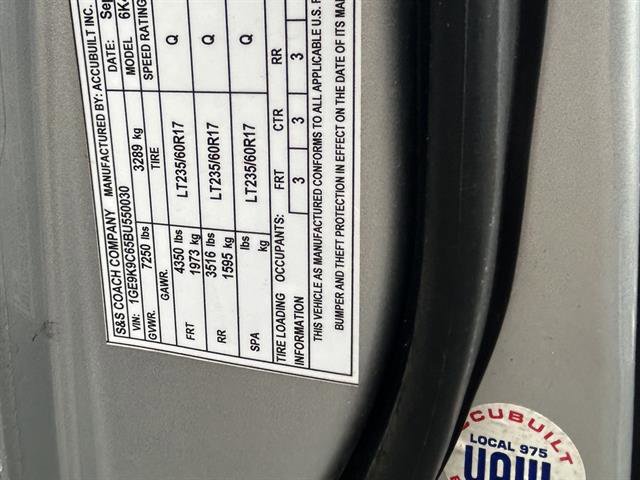 S&S COACH COMPANY MANUFACTURED BY: ACCUBUILT INC.
VIN: 1GE9K9C65BU550030 DATE: Sep
GVWR. 7250 lbs 3289 kg MODEL 6K-
GAWR. TIRE SPEED RATING
FRT 4350 lbs 1973 kg LT235/60R17 Q
RR 3516 lbs 1595 kg LT235/60R17 Q
SPA lbs kg LT235/60R17 Q
TIRE LOADING INFORMATION OCCUPANTS: FRT CTR RR
3 3 3
THIS VEHICLE AS MANUFACTURED CONFORMS TO ALL APPLICABLE U.S.
BUMPER AND THEFT PROTECTION IN EFFECT ON THE DATE OF ITS MA
CCUBUILT
LOCAL 975
UAW